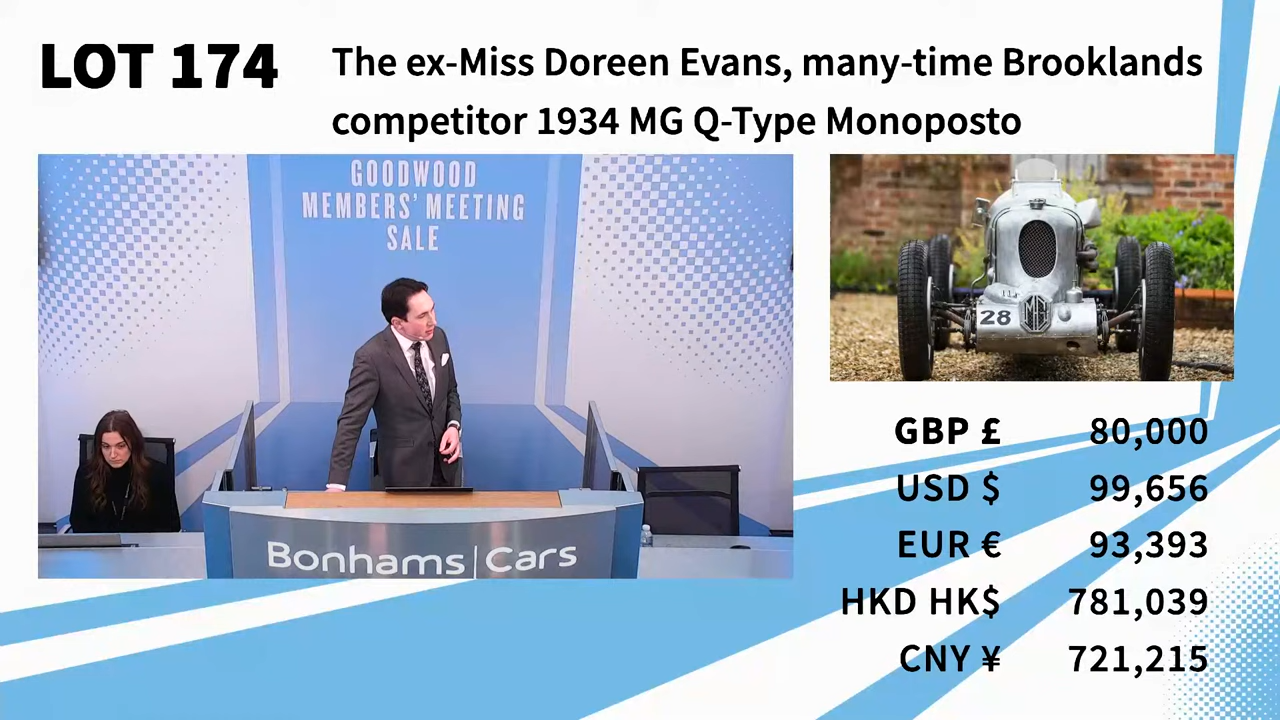 LOT 174
The ex-Miss Doreen Evans, many-time Brooklands
competitor 1934 MG Q-Type Monoposto
GOODWOOD
MEMBERS' MEETING
SALE
Bonhams | Cars
28
MG
GBP £ 80,000
USD $ 99,656
EUR € 93,393
HKD HK$ 781,039
CNY ¥ 721,215